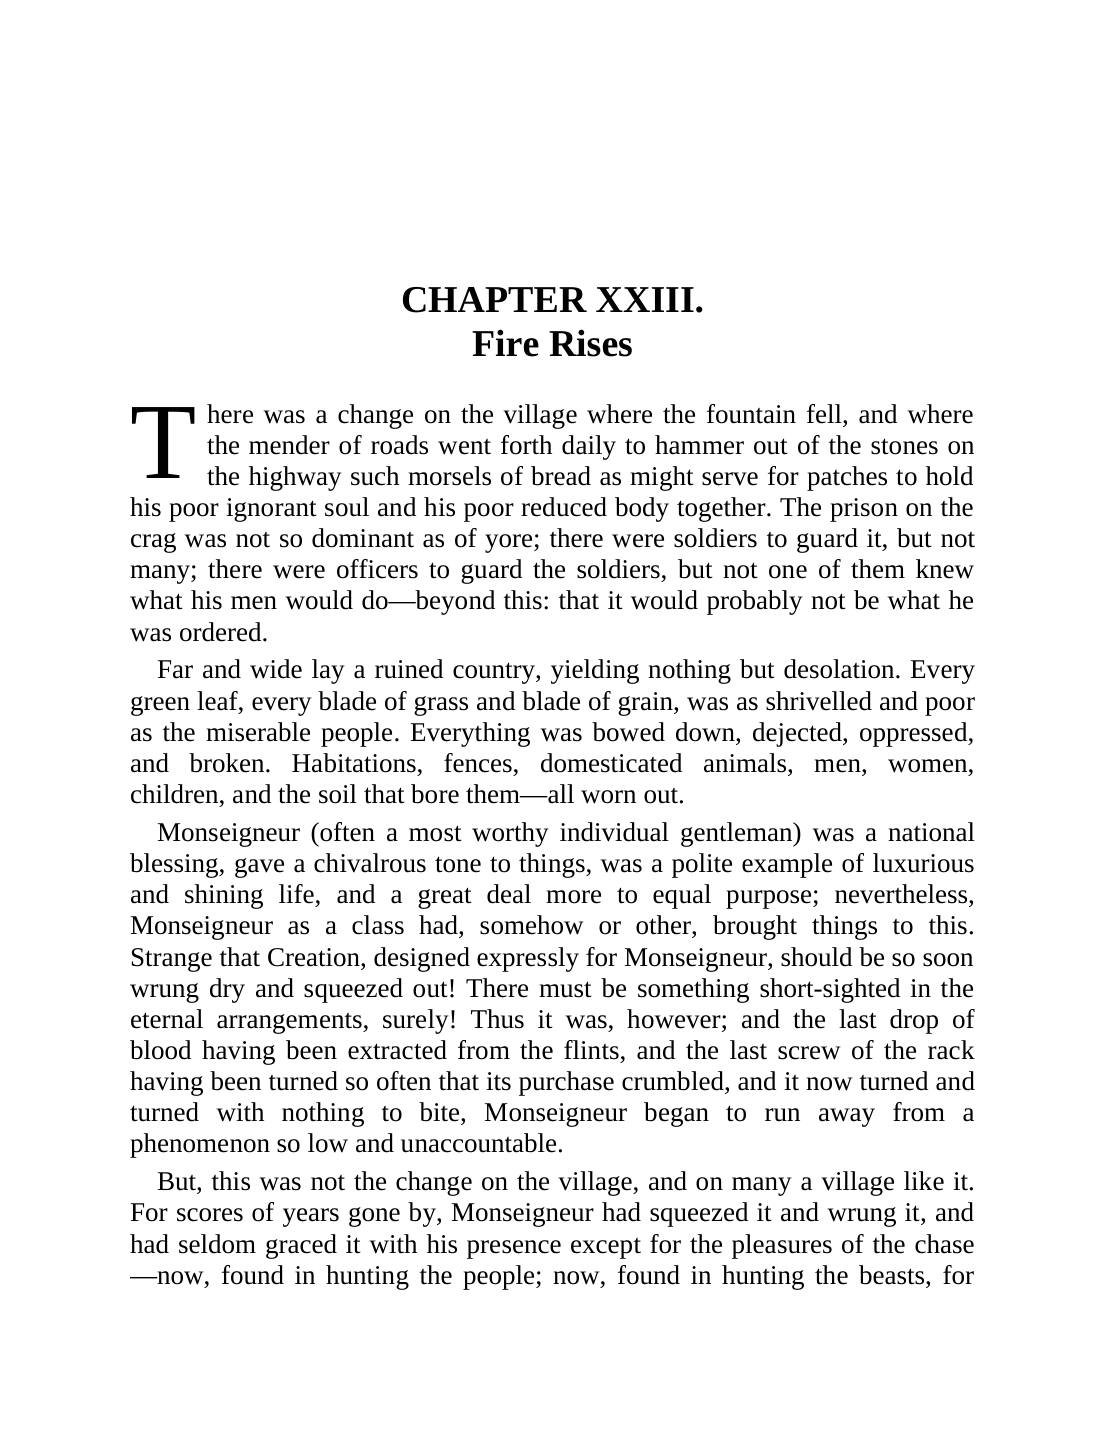 CHAPTER XXIII.
Fire Rises
There was a change on the village where the fountain fell, and where
the mender of roads went forth daily to hammer out of the stones on
the highway such morsels of bread as might serve for patches to hold
his poor ignorant soul and his poor reduced body together. The prison on the
crag was not so dominant as of yore; there were soldiers to guard it, but not
many; there were officers to guard the soldiers, but not one of them knew
what his men would do—beyond this: that it would probably not be what he
was ordered.
Far and wide lay a ruined country, yielding nothing but desolation. Every
green leaf, every blade of grass and blade of grain, was as shrivelled and poor
as the miserable people. Everything was bowed down, dejected, oppressed,
and broken. Habitations, fences, domesticated animals, men, women,
children, and the soil that bore them—all worn out.
Monseigneur (often a most worthy individual gentleman) was a national
blessing, gave a chivalrous tone to things, was a polite example of luxurious
and shining life, and a great deal more to equal purpose; nevertheless,
Monseigneur as a class had, somehow or other, brought things to this.
Strange that Creation, designed expressly for Monseigneur, should be so soon
wrung dry and squeezed out! There must be something short-sighted in the
eternal arrangements, surely! Thus it was, however; and the last drop of
blood having been extracted from the flints, and the last screw of the rack
having been turned so often that its purchase crumbled, and it now turned and
turned with nothing to bite, Monseigneur began to run away from a
phenomenon so low and unaccountable.
But, this was not the change on the village, and on many a village like it.
For scores of years gone by, Monseigneur had squeezed it and wrung it, and
had seldom graced it with his presence except for the pleasures of the chase
—now, found in hunting the people; now, found in hunting the beasts, for